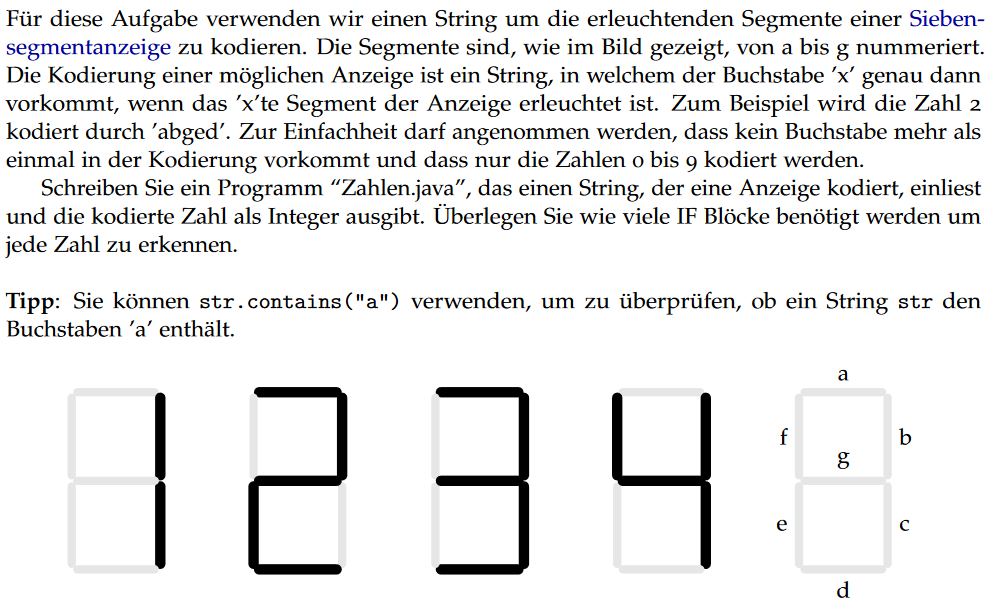 Für diese Aufgabe verwenden wir einen String um die erleuchtenden Segmente einer Sieben-
segmentanzeige zu kodieren. Die Segmente sind, wie im Bild gezeigt, von a bis g nummeriert.
Die Kodierung einer möglichen Anzeige ist ein String, in welchem der Buchstabe 'x' genau dann
vorkommt, wenn das 'x'te Segment der Anzeige erleuchtet ist. Zum Beispiel wird die Zahl 2
kodiert durch 'abged'. Zur Einfachheit darf angenommen werden, dass kein Buchstabe mehr als
einmal in der Kodierung vorkommt und dass nur die Zahlen 0 bis 9 kodiert werden.
Schreiben Sie ein Programm “Zahlen.java”, das einen String, der eine Anzeige kodiert, einliest
und die kodierte Zahl als Integer ausgibt. Überlegen Sie wie viele IF Blöcke benötigt werden um
jede Zahl zu erkennen.
Tipp: Sie können str.contains("a") verwenden, um zu überprüfen, ob ein String str den
Buchstaben 'a' enthält.
1 2 3 4
a
f b
g
e c
d